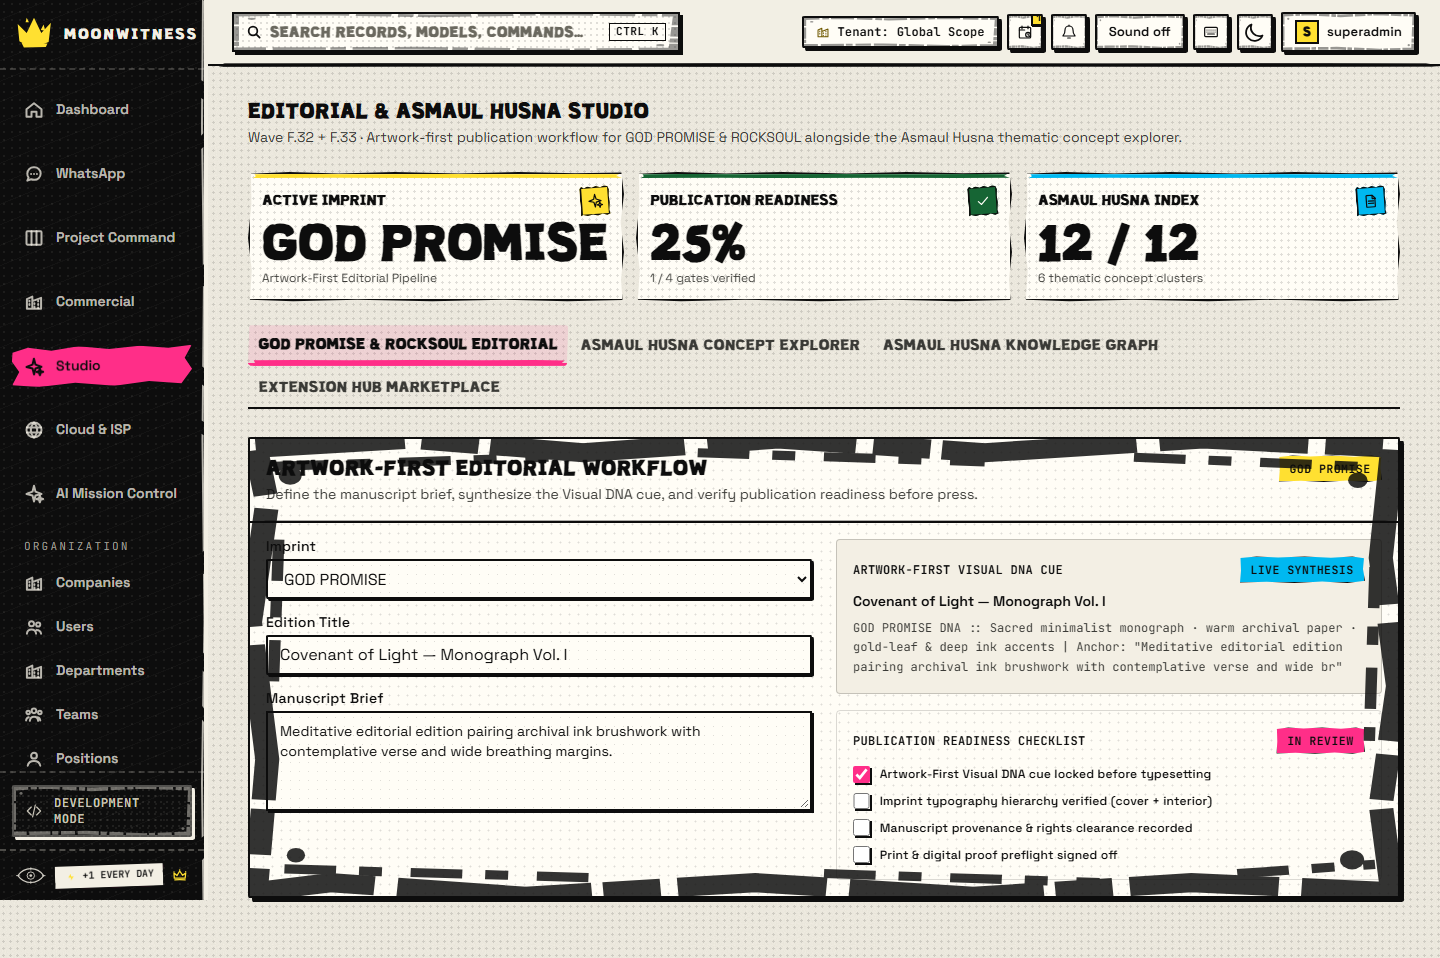 MOONWITNESS
SEARCH RECORDS, MODELS, COMMANDS...
CTRL K
Tenant: Global Scope
Sound off
$
superadmin
Dashboard
WhatsApp
Project Command
Commercial
Studio
Cloud & ISP
AI Mission Control
ORGANIZATION
Companies
Users
Departments
Teams
Positions
DEVELOPMENT
MODE
+1 EVERY DAY
EDITORIAL & ASMAUL HUSNA STUDIO
Wave F.32 + F.33 · Artwork-first publication workflow for GOD PROMISE & ROCKSOUL alongside the Asmaul Husna thematic concept explorer.
ACTIVE IMPRINT
GOD PROMISE
Artwork-First Editorial Pipeline
PUBLICATION READINESS
25%
1 / 4 gates verified
ASMAUL HUSNA INDEX
12 / 12
6 thematic concept clusters
GOD PROMISE & ROCKSOUL EDITORIAL
ASMAUL HUSNA CONCEPT EXPLORER
ASMAUL HUSNA KNOWLEDGE GRAPH
EXTENSION HUB MARKETPLACE
ARTWORK-FIRST EDITORIAL WORKFLOW
Define the manuscript brief, synthesize the Visual DNA cue, and verify publication readiness before press.
GOD PROMISE
Imprint
GOD PROMISE
Edition Title
Covenant of Light — Monograph Vol. I
Manuscript Brief
Meditative editorial edition pairing archival ink brushwork with
contemplative verse and wide breathing margins.
ARTWORK-FIRST VISUAL DNA CUE
LIVE SYNTHESIS
Covenant of Light — Monograph Vol. I
GOD PROMISE DNA :: Sacred minimalist monograph · warm archival paper ·
gold-leaf & deep ink accents | Anchor: "Meditative editorial edition
pairing archival ink brushwork with contemplative verse and wide br"
PUBLICATION READINESS CHECKLIST
IN REVIEW
Artwork-First Visual DNA cue locked before typesetting
Imprint typography hierarchy verified (cover + interior)
Manuscript provenance & rights clearance recorded
Print & digital proof preflight signed off